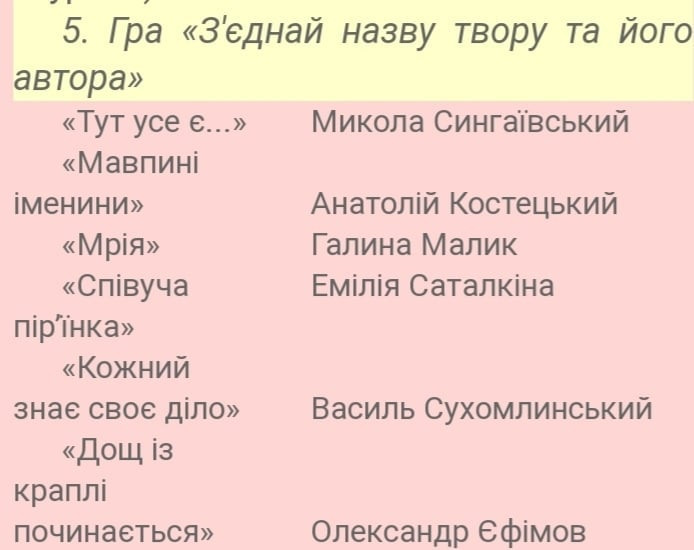 5. Гра «З'єднай назву твору та його
автора»
«Тут усе є...» Микола Сингаївський
«Мавпині
іменини» Анатолій Костецький
«Мрія» Галина Малик
«Співуча Емілія Саталкіна
пір’їнка»
«Кожний
знає своє діло» Василь Сухомлинський
«Дощ із
краплі
починається» Олександр Єфімов